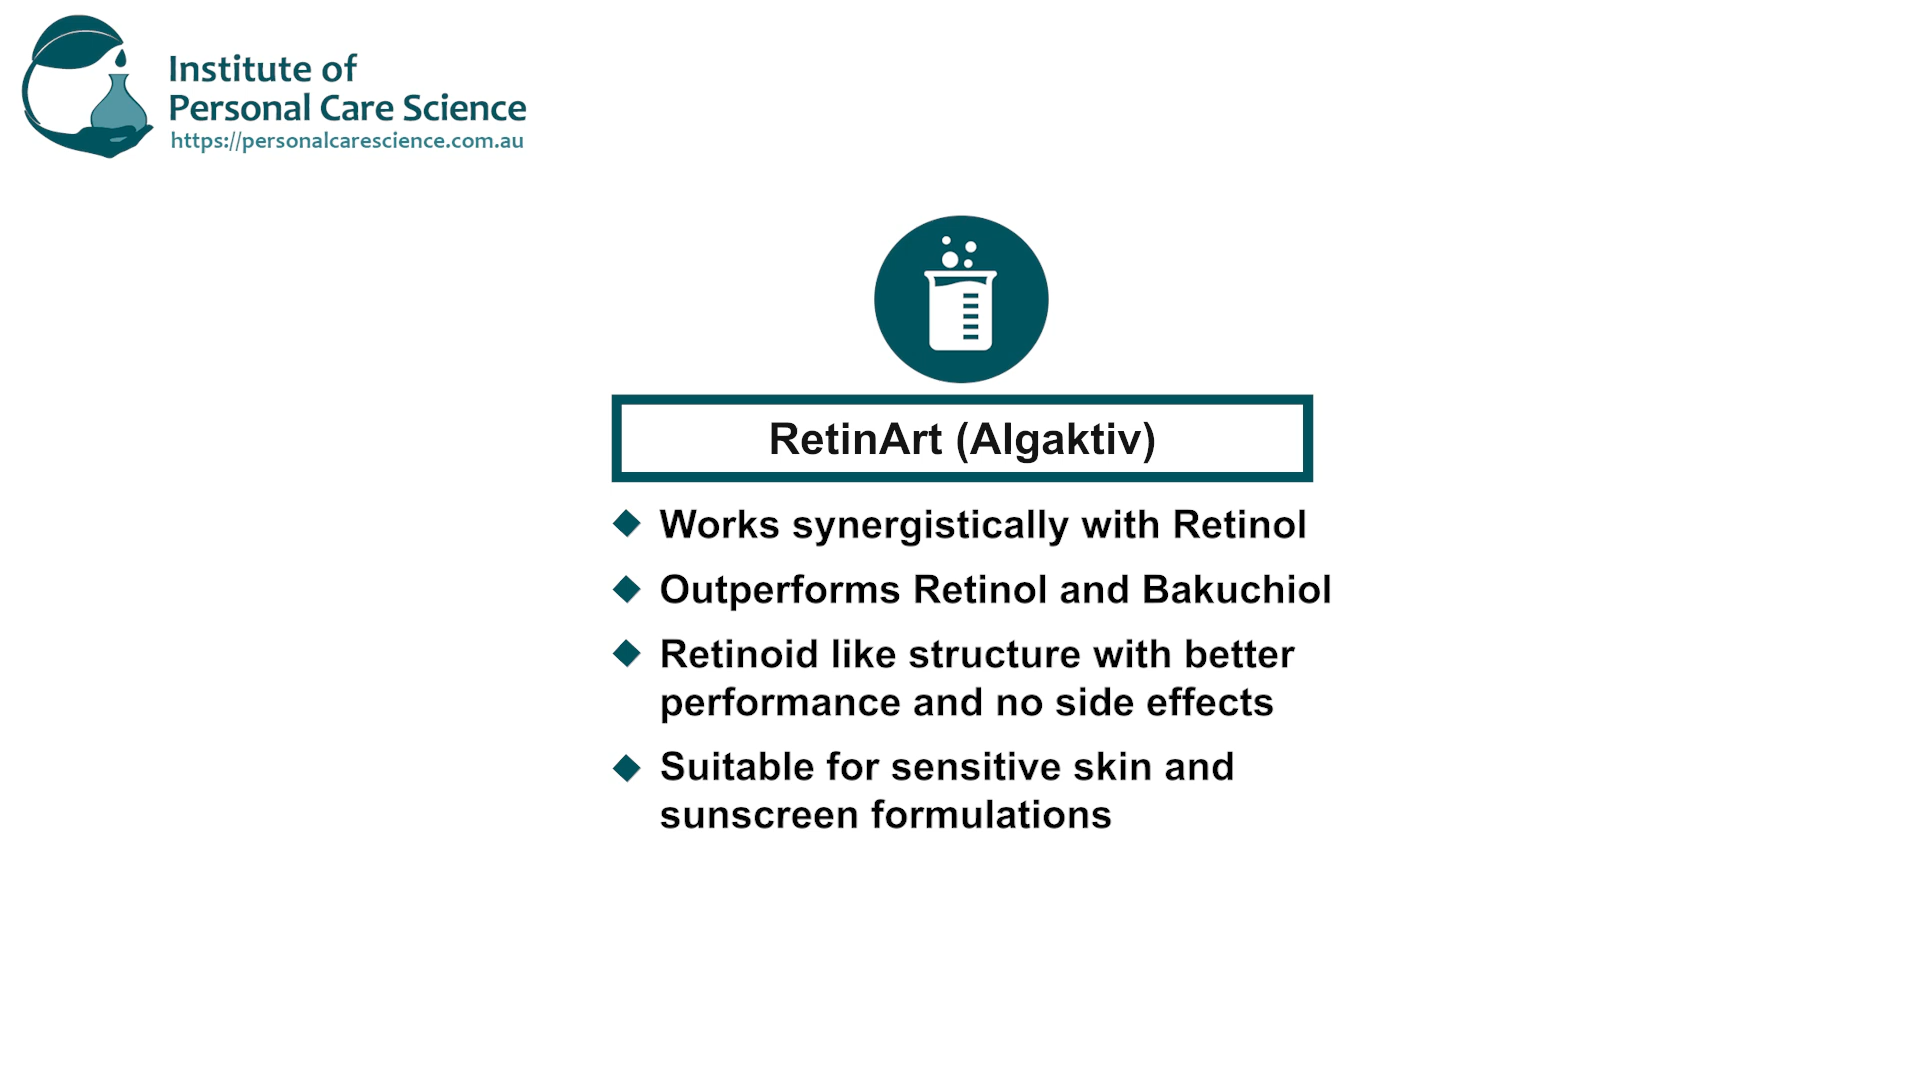 Institute of
Personal Care Science
https://personalcarescience.com.au
RetinArt (Algaktiv)
Works synergistically with Retinol
Outperforms Retinol and Bakuchiol
Retinoid like structure with better
performance and no side effects
Suitable for sensitive skin and
sunscreen formulations